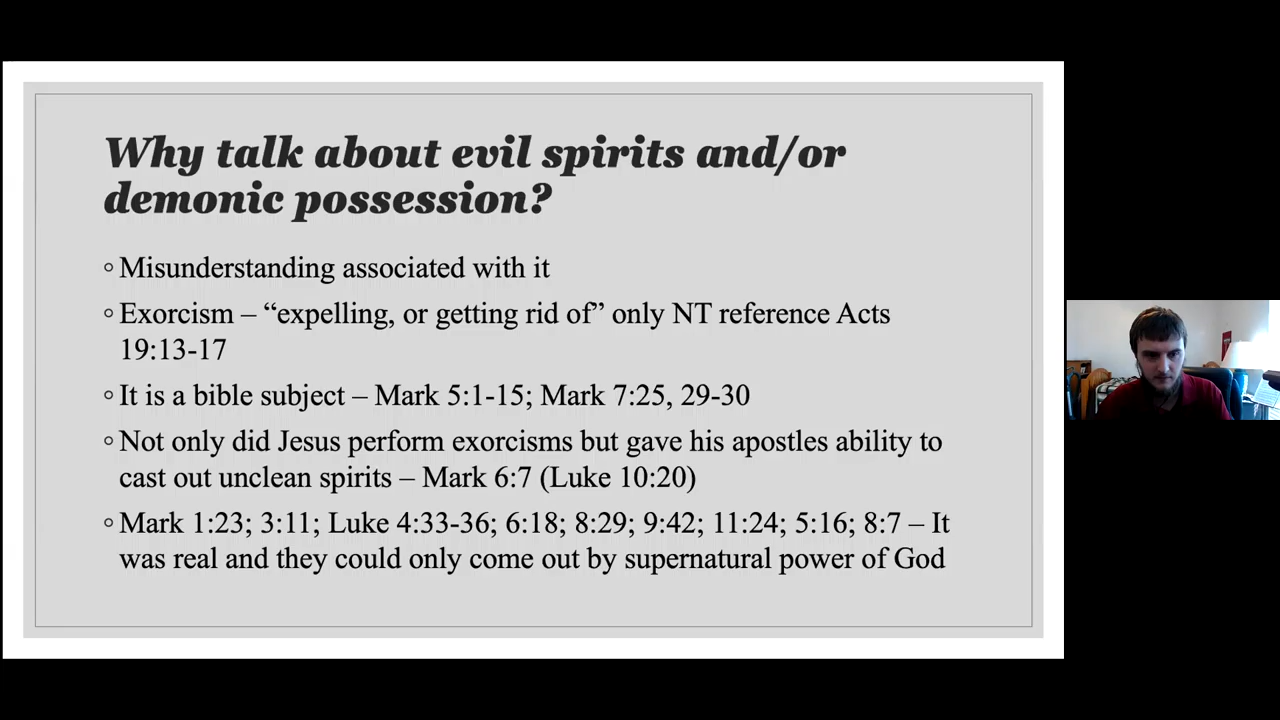 Why talk about evil spirits and/or
demonic possession?
◦ Misunderstanding associated with it
◦ Exorcism – “expelling, or getting rid of” only NT reference Acts
19:13-17
◦ It is a bible subject – Mark 5:1-15; Mark 7:25, 29-30
◦ Not only did Jesus perform exorcisms but gave his apostles ability to
cast out unclean spirits – Mark 6:7 (Luke 10:20)
◦ Mark 1:23; 3:11; Luke 4:33-36; 6:18; 8:29; 9:42; 11:24; 5:16; 8:7 – It
was real and they could only come out by supernatural power of God